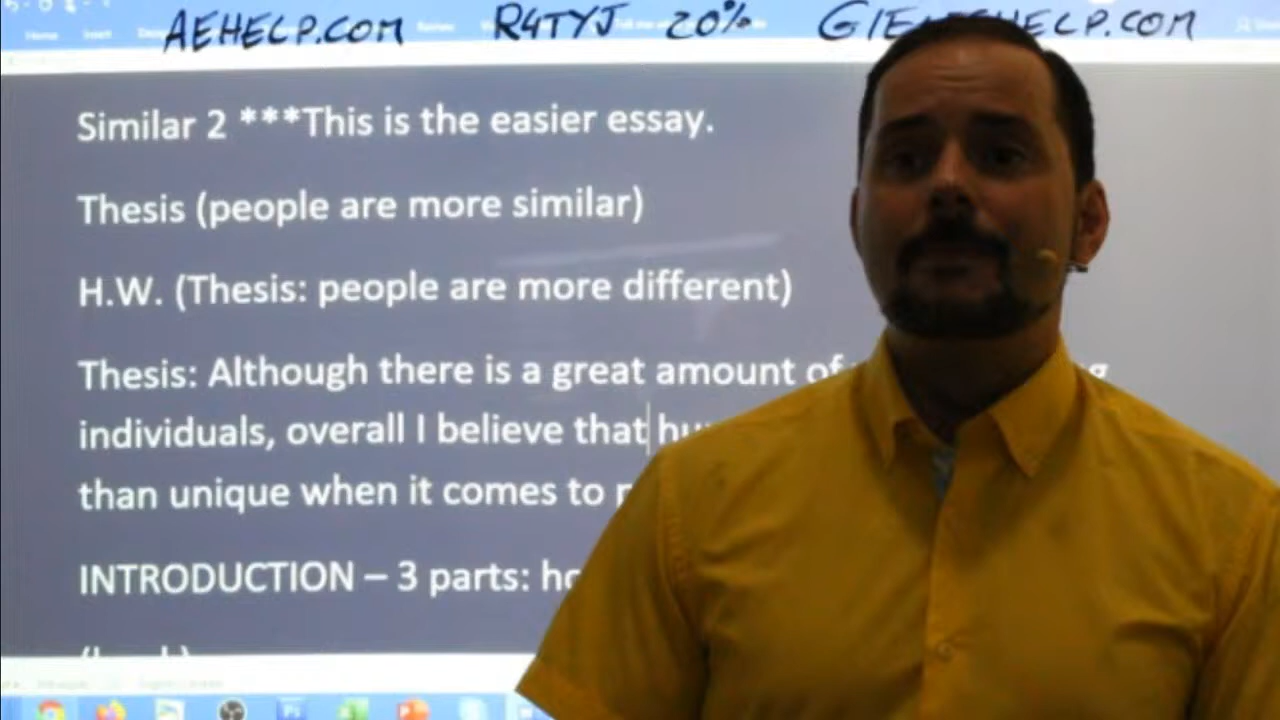 AEHELP.COM R4TYJ 20% 
Home Insert
Similar 2 ***This is the easier essay.
Thesis (people are more similar)
H.W. (Thesis: people are more different)
Thesis: Although there is a great amount of
individuals, overall I believe that
than unique when it comes to
INTRODUCTION – 3 parts: